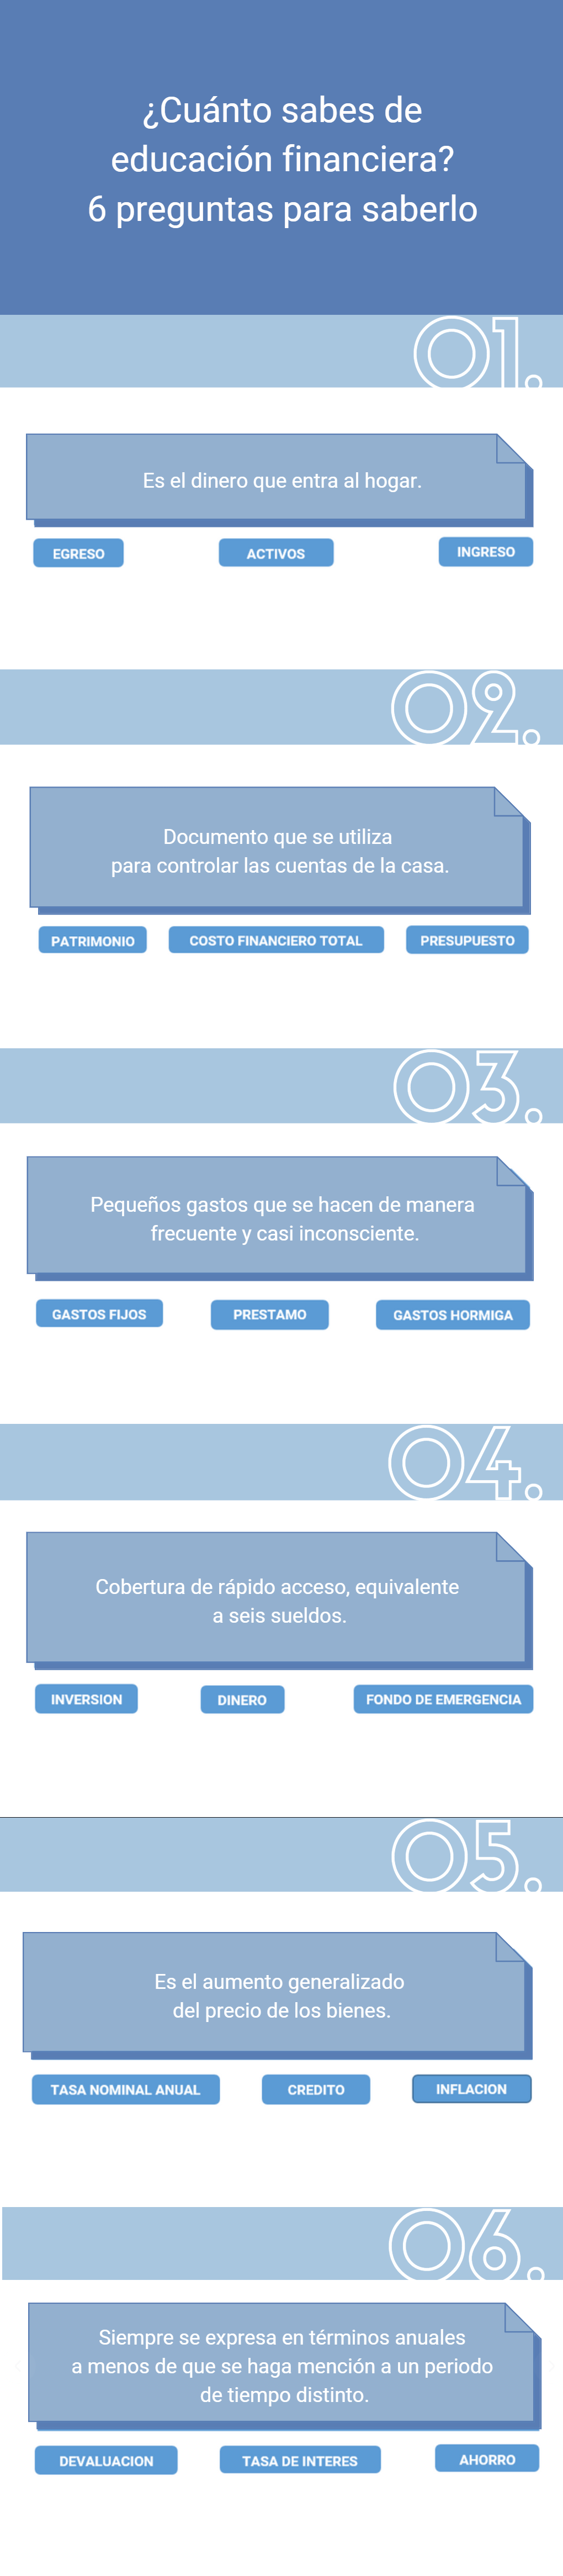 ¿Cuánto sabes de
educación financiera?
6 preguntas para saberlo
01.
Es el dinero que entra al hogar.
EGRESO ACTIVOS INGRESO
02.
Documento que se utiliza
para controlar las cuentas de la casa.
PATRIMONIO COSTO FINANCIERO TOTAL PRESUPUESTO
03.
Pequeños gastos que se hacen de manera
frecuente y casi inconsciente.
GASTOS FIJOS PRESTAMO GASTOS HORMIGA
04.
Cobertura de rápido acceso, equivalente
a seis sueldos.
INVERSION DINERO FONDO DE EMERGENCIA
05.
Es el aumento generalizado
del precio de los bienes.
TASA NOMINAL ANUAL CREDITO INFLACION
06.
Siempre se expresa en términos anuales
a menos de que se haga mención a un periodo
de tiempo distinto.
DEVALUACION TASA DE INTERES AHORRO